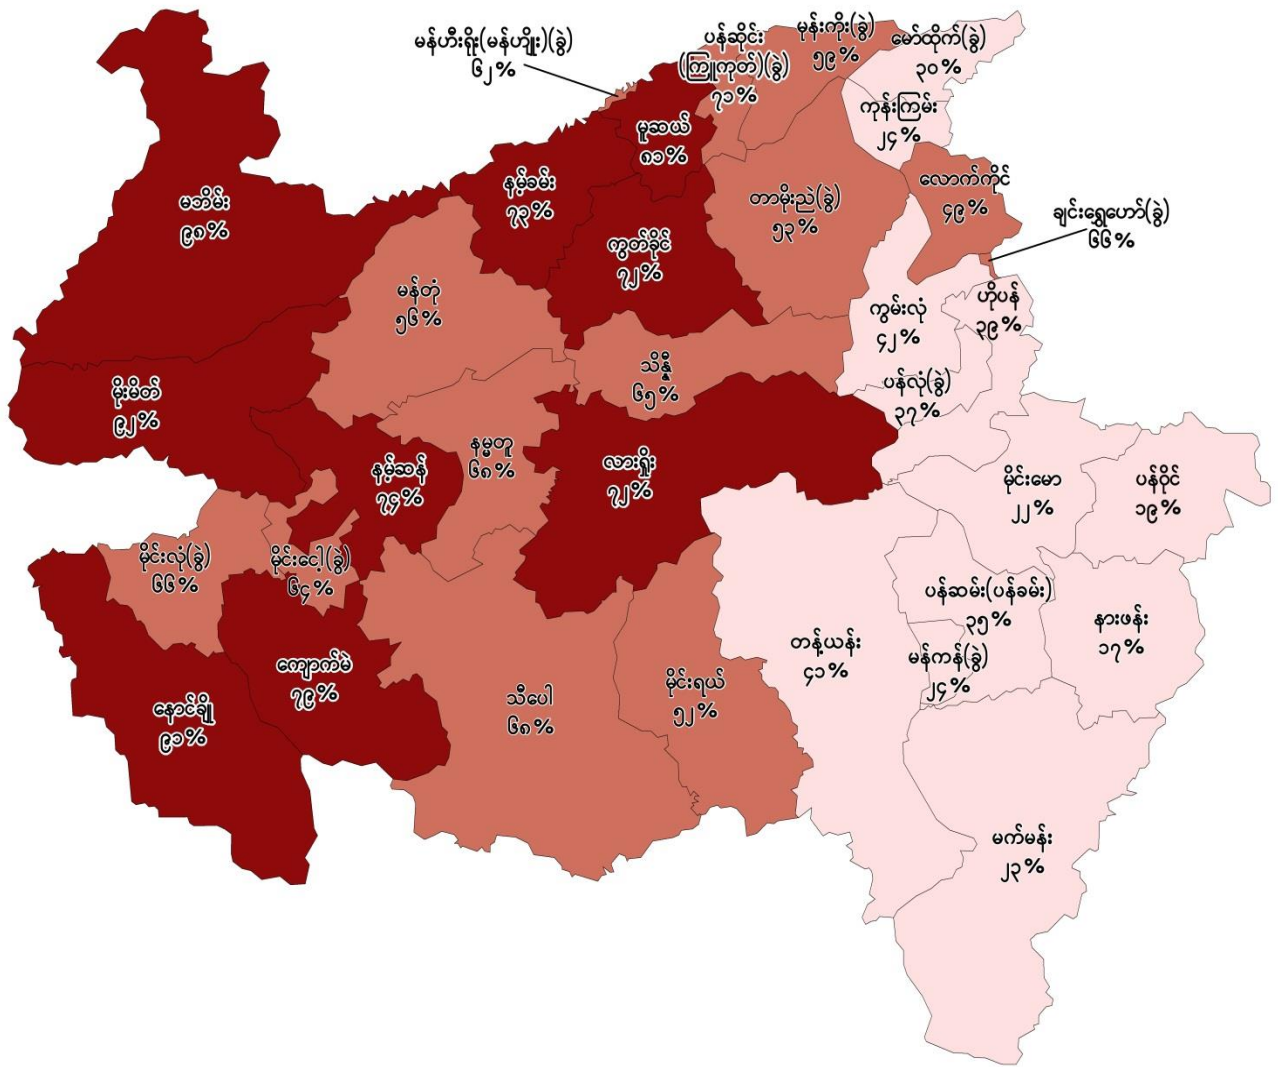 မန်ဟီးရိုး(မန်ဟျိုး)(ခွဲ)
၆၂%
ပန်ဆိုင်း
(ကြူကုတ်)(ခွဲ)
၇၁%
မုန်းကိုး(ခွဲ)
၅၉%
မော်ထိုက်(ခွဲ)
၃၀%
ကုန်းကြမ်း
၂၄%
မူဆယ်
၈၁%
နမ့်ခမ်း
၇၃%
မဘိမ်း
၉၈%
ကွတ်ခိုင်
၇၂%
တာမိုးညဲ(ခွဲ)
၅၃%
လောက်ကိုင်
၄၉%
ချင်းရွှေဟော်(ခွဲ)
၆၆%
မန်တုံ
၅၆%
ကွမ်းလုံ
၄၂%
ဟိုပန်
၃၉%
မိုးမိတ်
၉၂%
သိန္နီ
၆၅%
ပန်လုံ(ခွဲ)
၃၇%
နမ္မတူ
၆၈%
နမ့်ဆန်
၇၄%
လားရှိုး
၇၂%
မိုင်းမော
၂၂%
ပန်ဝိုင်
၁၉%
မိုင်းလုံ(ခွဲ)
၆၆%
မိုင်းငေါ့(ခွဲ)
၆၄%
ပန်ဆမ်း(ပန်ခမ်း)
၃၅%
နားဖန်း
၁၇%
တန့်ယန်း
၄၁%
မန်ကန်(ခွဲ)
၂၄%
ကျောက်မဲ
၇၉%
နောင်ချို
၉၁%
သီပေါ
၆၈%
မိုင်းရယ်
၅၂%
မက်မန်း
၂၃%